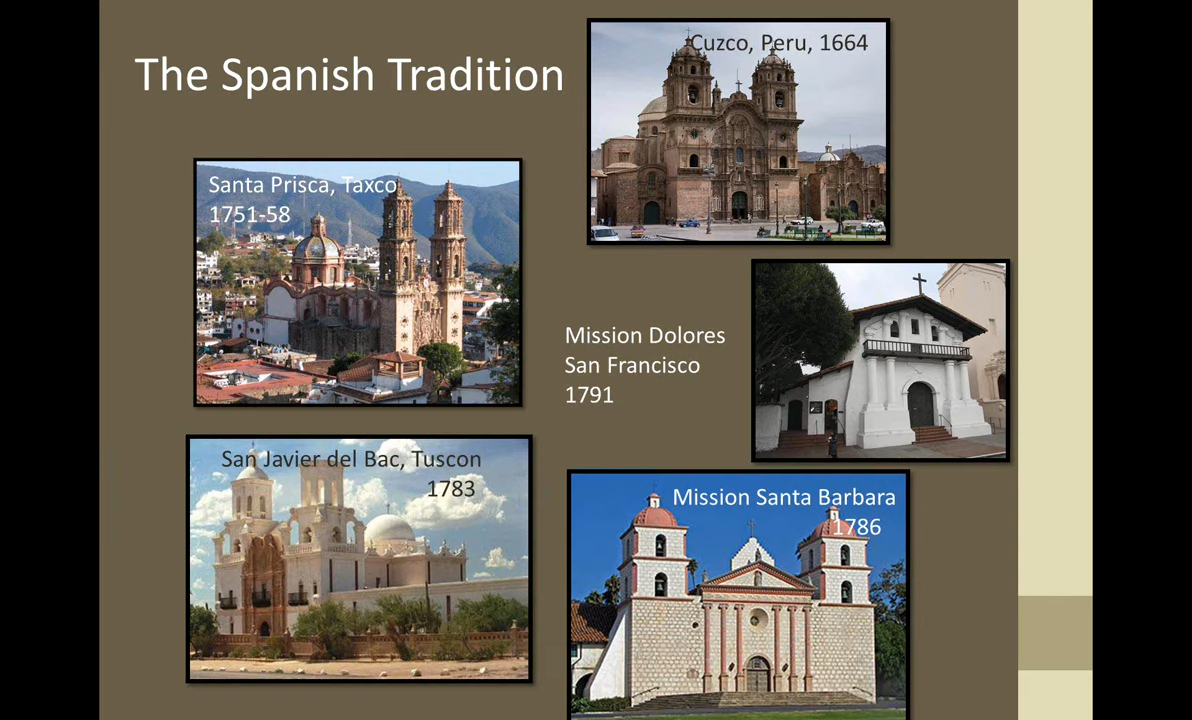 The Spanish Tradition
Cuzco, Peru, 1664
Santa Prisca, Taxco
1751-58
Mission Dolores
San Francisco
1791
San Javier del Bac, Tuscon
1783
Mission Santa Barbara
1786